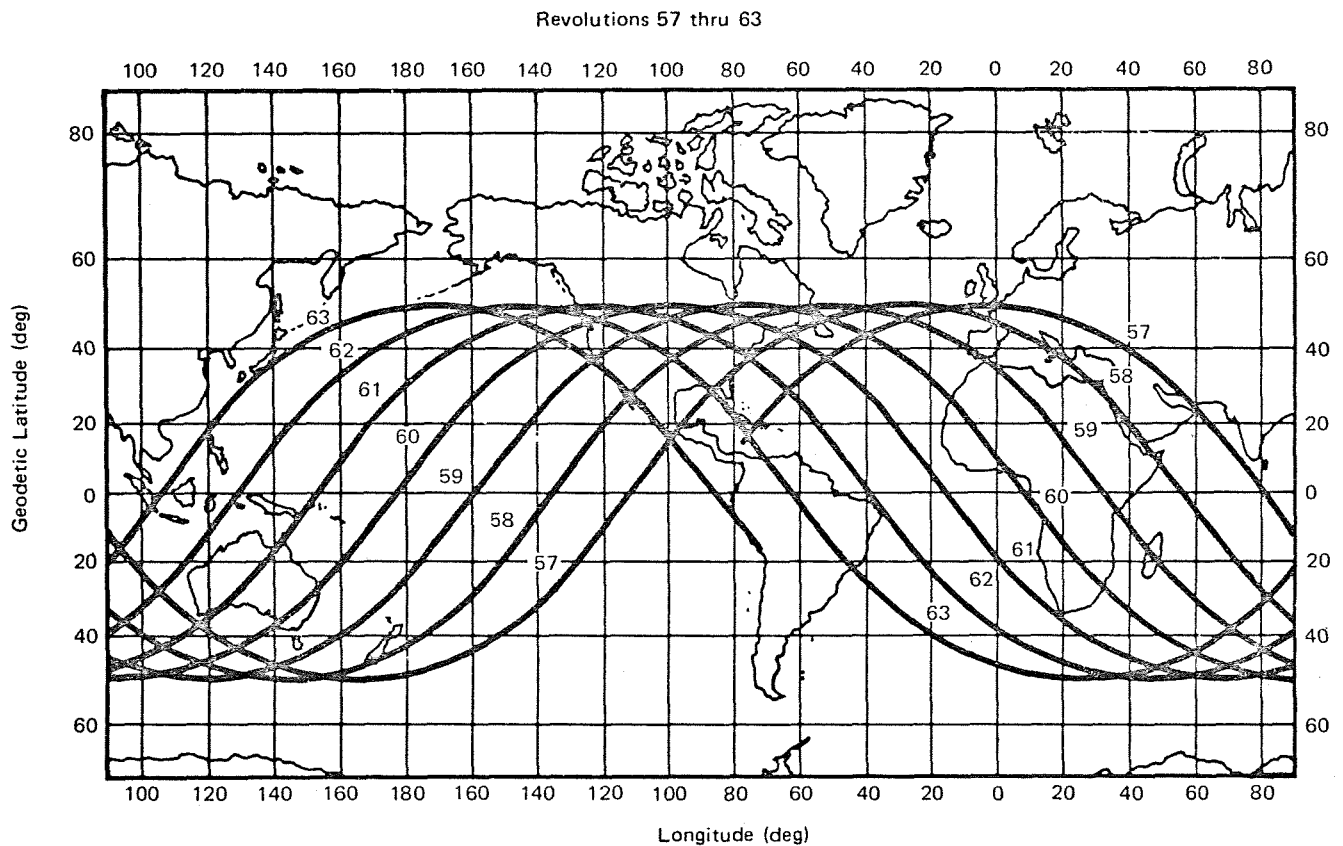 Revolutions 57 thru 63
100 120 140 160 180 160 140 120 100 80 60 40 20 0 20 40 60 80
80 80
60 60
63 57
62 40 40
61 58
20 60 59 20
59
0 60 0
58
57 61
20 62 20
63
40 40
60 60
100 120 140 160 180 160 140 120 100 80 60 40 20 0 20 40 60 80
Geodetic Latitude (deg)
Longitude (deg)